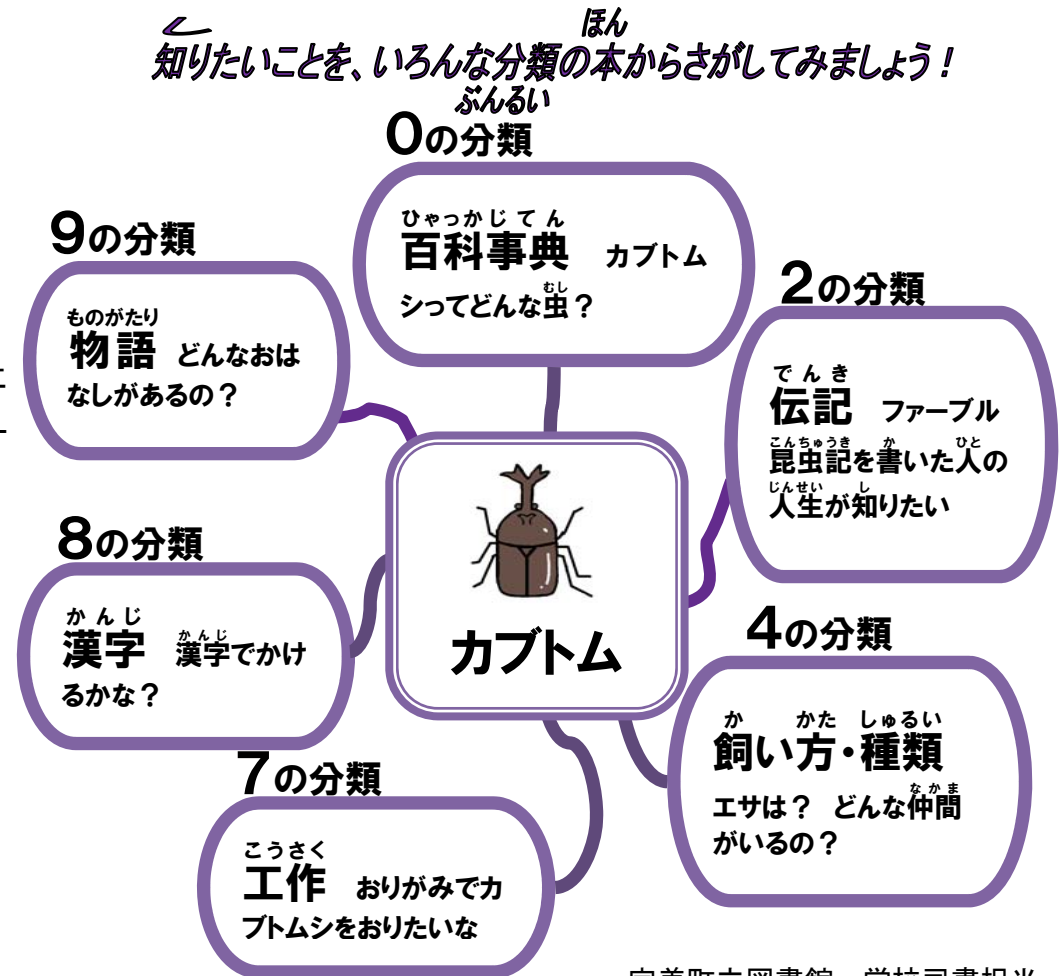 知りたいことを、いろんな分類の本からさがしてみましょう！
ほん
ぶんるい
0の分類
ひゃっかじてん
百科事典 カブトム
シってどんな虫？
むし
9の分類
ものがたり
物語 どんなおは
なしがあるの？
2の分類
でんき
伝記 ファーブル
こんちゅうき か ひと
昆虫記を書いた人の
じんせい し
人生が知りたい
カブトム
8の分類
かんじ かんじ
漢字 漢字でかけ
るかな？
4の分類
か かた しゅるい
飼い方・種類
なかま
エサは？ どんな仲間
がいるの？
7の分類
こうさく
工作 おりがみでカ
ブトムシをおりたいな